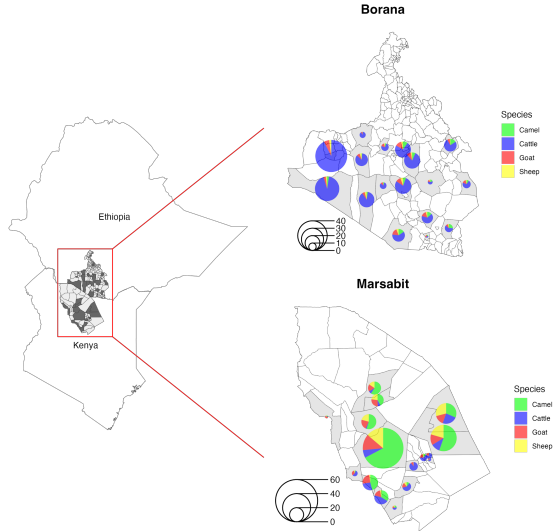 Borana
Species
Camel
Cattle
Goat
Sheep
40
30
20
10
0
Ethiopia
Kenya
Marsabit
Species
Camel
Cattle
Goat
Sheep
60
40
20
0